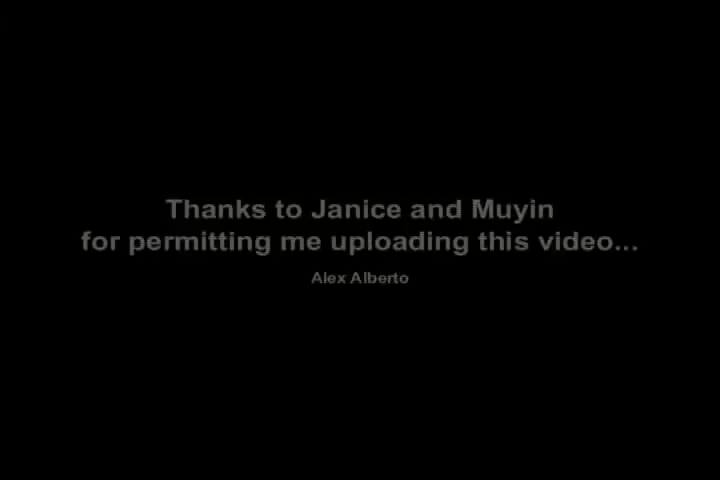 Thanks to Janice and Muyin
for permitting me uploading this video...
Alex Alberto